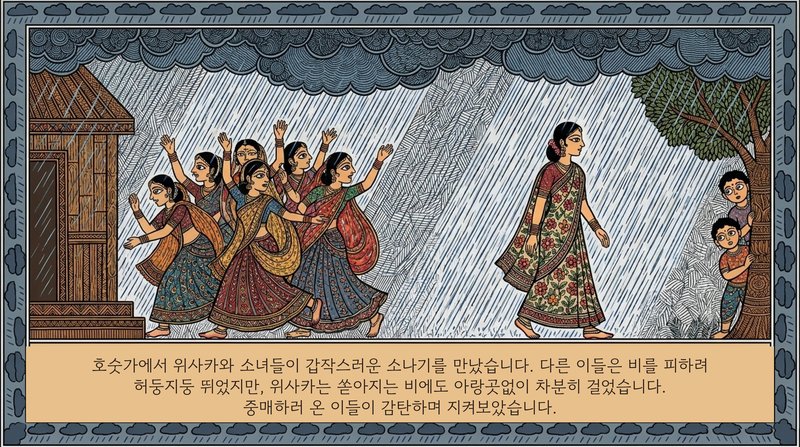 호숫가에서 위사카와 소녀들이 갑작스러운 소나기를 만났습니다. 다른 이들은 비를 피하려
허둥지둥 뛰었지만, 위사카는 쏟아지는 비에도 아랑곳없이 차분히 걸었습니다.
중매하러 온 이들이 감탄하며 지켜보았습니다.